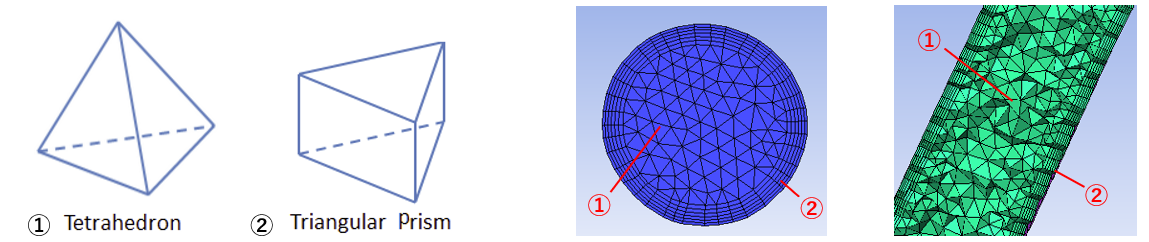 ① Tetrahedron
② Triangular prism
①
②
①
②